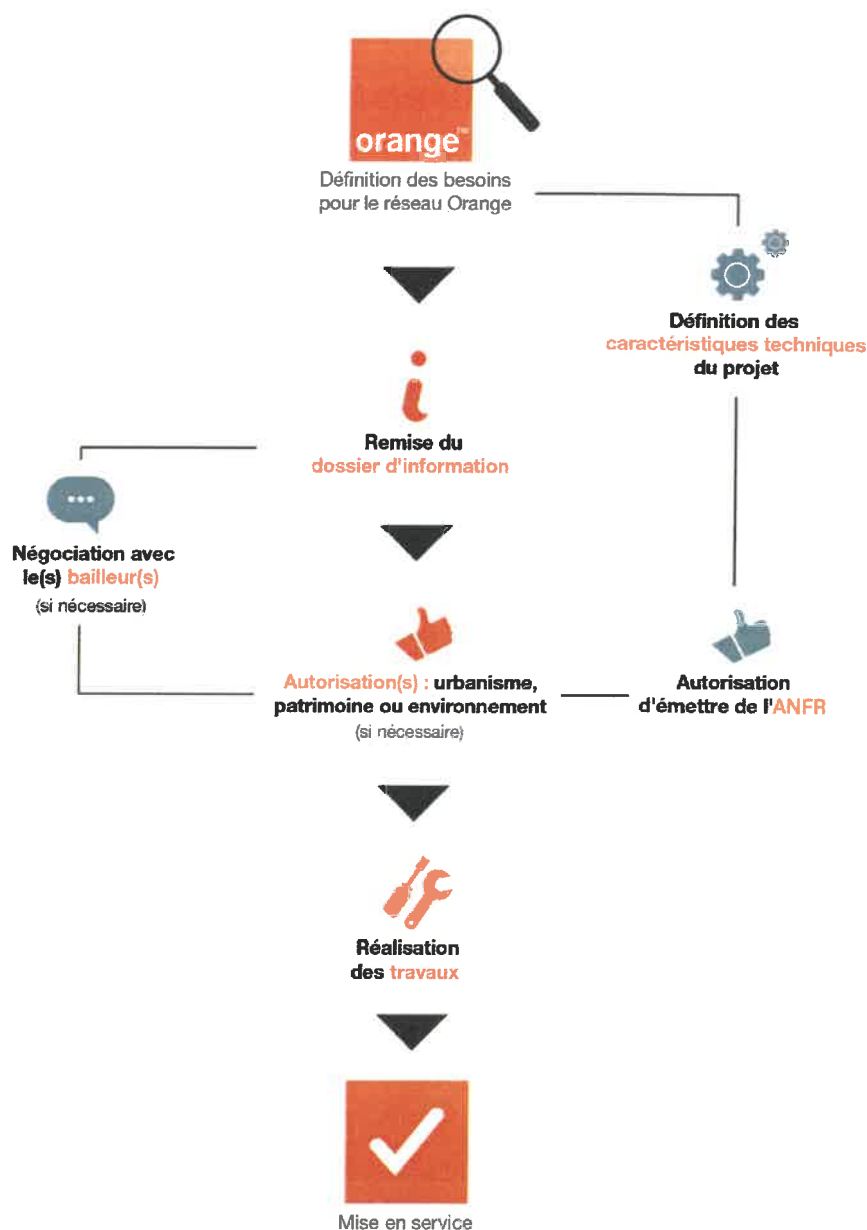 orange™
Définition des besoins
pour le réseau Orange
Définition des
caractéristiques techniques
du projet
Remise du
dossier d'information
Négociation avec
le(s) bailleur(s)
(si nécessaire)
Autorisation(s) : urbanisme,
patrimoine ou environnement
(si nécessaire)
Autorisation
d'émettre de l'ANFR
Réalisation
des travaux
Mise en service